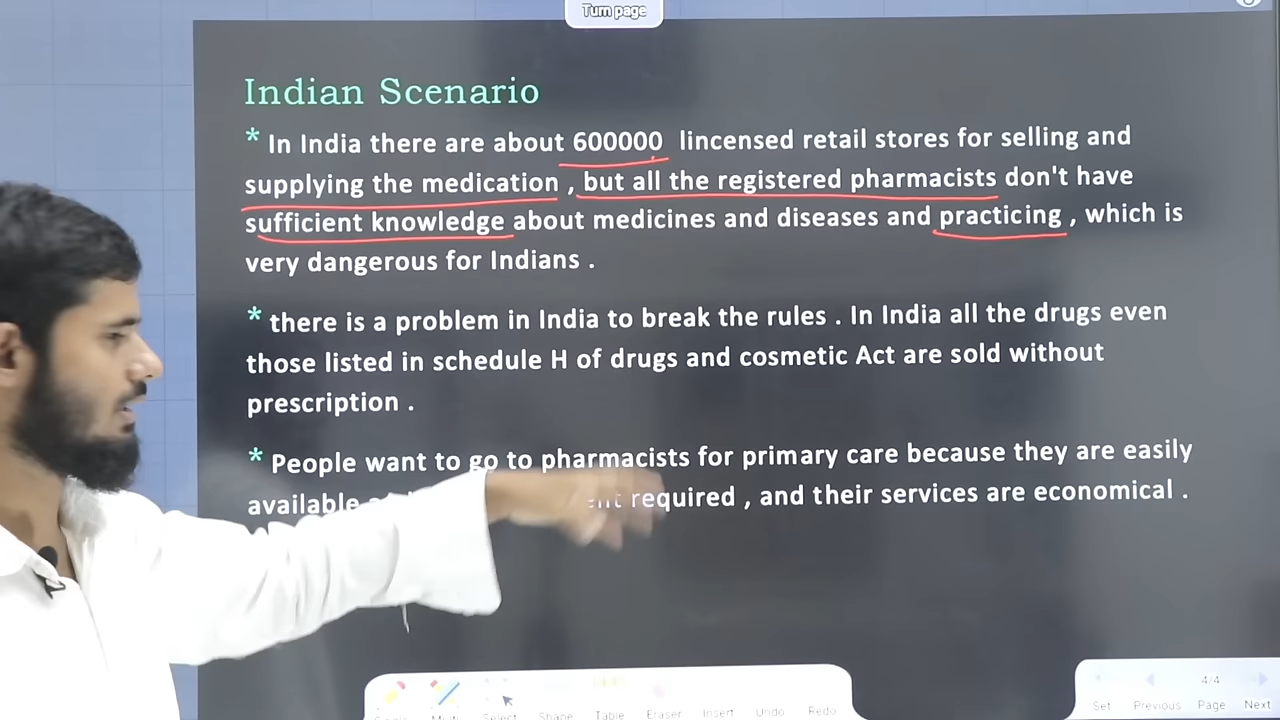 Turn page
Indian Scenario
* In India there are about 600000 lincensed retail stores for selling and
supplying the medication , but all the registered pharmacists don't have
sufficient knowledge about medicines and diseases and practicing , which is
very dangerous for Indians .
* there is a problem in India to break the rules . In India all the drugs even
those listed in schedule H of drugs and cosmetic Act are sold without
prescription .
* People want to go to pharmacists for primary care because they are easily
available required , and their services are economical .
4/4
Select Shape Table Eraser Insert Undo Redo
Set Previous Page Next